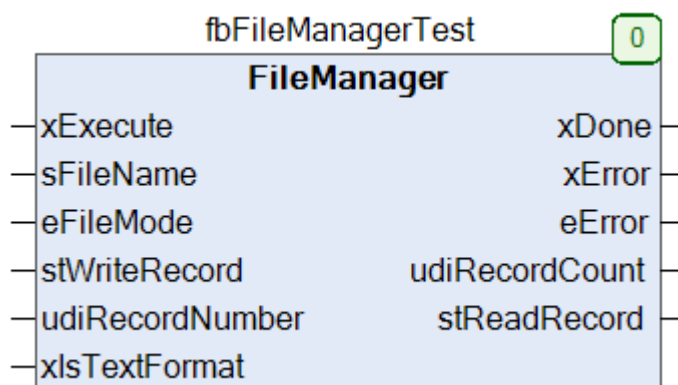 fbFileManagerTest
0
FileManager
xExecute xDone
sFileName xError
eFileMode eError
stWriteRecord udiRecordCount
udiRecordNumber stReadRecord
xIsTextFormat